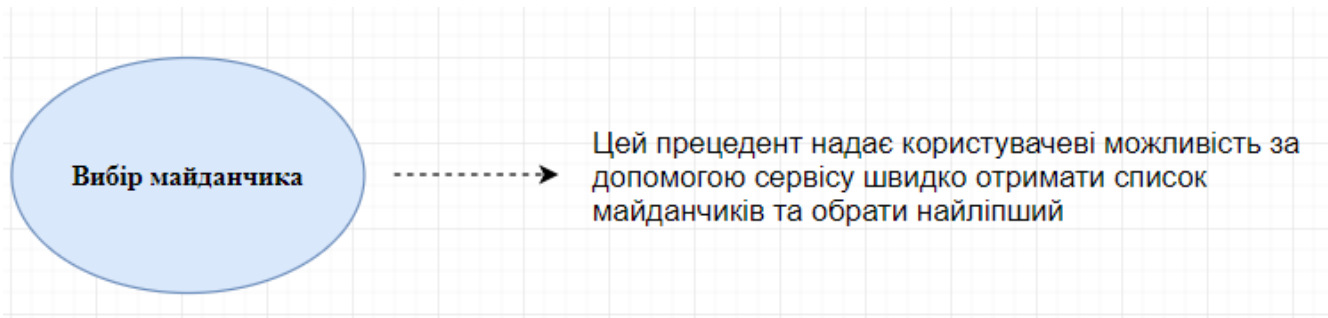 Вибір майданчика
Цей прецедент надає користувачеві можливість за
допомогою сервісу швидко отримати список
майданчиків та обрати найліпший